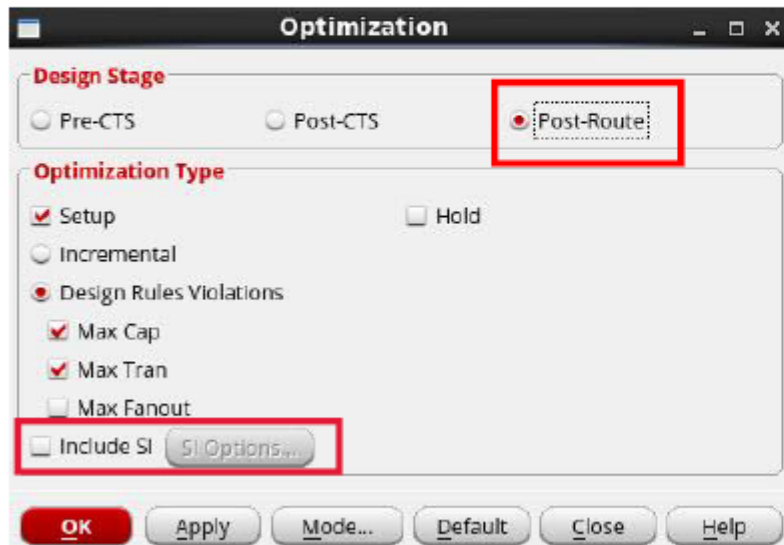 Optimization
Design Stage
Pre-CTS Post-CTS Post-Route
Optimization Type
Setup Hold
Incremental
Design Rules Violations
Max Cap
Max Tran
Max Fanout
Include SI SI Options...
OK Apply Mode... Default Close Help